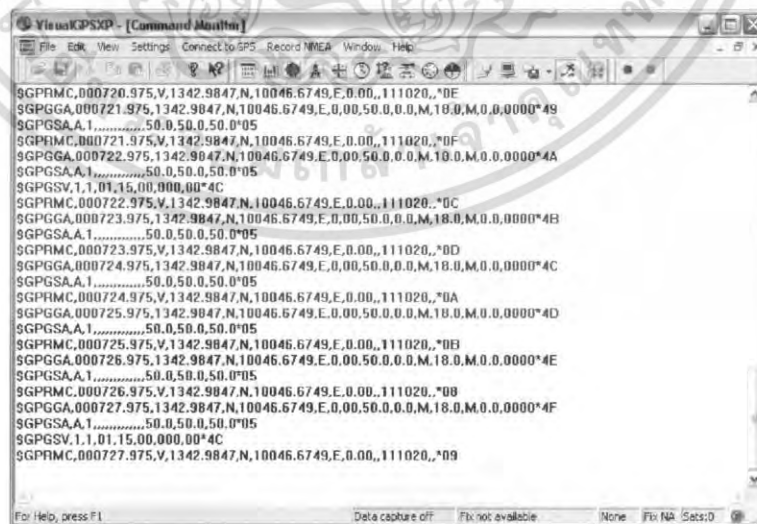 VisualGPSXP - [Command Monitor]
File Edit View Settings Connect to GPS Record NMEA Window Help
$GPRMC,000720.975,V,1342.9847,N,10046.6749,E,0.00,,111020,,*0E
$GPGGA,000721.975,1342.9847,N,10046.6749,E,0,00,50.0,0.0,M,18.0,M,0.0,0000*49
$GPGSA,A,1,,,,,,,,,,,,,50.0,50.0,50.0*05
$GPRMC,000721.975,V,1342.9847,N,10046.6749,E,0.00,,111020,,*0F
$GPGGA,000722.975,1342.9847,N,10046.6749,E,0,00,50.0,0.0,M,18.0,M,0.0,0000*4A
$GPGSA,A,1,,,,,,,,,,,,,50.0,50.0,50.0*05
$GPGSV,1,1,01,15,00,000,00*4C
$GPRMC,000722.975,V,1342.9847,N,10046.6749,E,0.00,,111020,,*0C
$GPGGA,000723.975,1342.9847,N,10046.6749,E,0,00,50.0,0.0,M,18.0,M,0.0,0000*4B
$GPGSA,A,1,,,,,,,,,,,,,50.0,50.0,50.0*05
$GPRMC,000723.975,V,1342.9847,N,10046.6749,E,0.00,,111020,,*0D
$GPGGA,000724.975,1342.9847,N,10046.6749,E,0,00,50.0,0.0,M,18.0,M,0.0,0000*4C
$GPGSA,A,1,,,,,,,,,,,,,50.0,50.0,50.0*05
$GPRMC,000724.975,V,1342.9847,N,10046.6749,E,0.00,,111020,,*0A
$GPGGA,000725.975,1342.9847,N,10046.6749,E,0,00,50.0,0.0,M,18.0,M,0.0,0000*4D
$GPGSA,A,1,,,,,,,,,,,,,50.0,50.0,50.0*05
$GPRMC,000725.975,V,1342.9847,N,10046.6749,E,0.00,,111020,,*0B
$GPGGA,000726.975,1342.9847,N,10046.6749,E,0,00,50.0,0.0,M,18.0,M,0.0,0000*4E
$GPGSA,A,1,,,,,,,,,,,,,50.0,50.0,50.0*05
$GPRMC,000726.975,V,1342.9847,N,10046.6749,E,0.00,,111020,,*08
$GPGGA,000727.975,1342.9847,N,10046.6749,E,0,00,50.0,0.0,M,18.0,M,0.0,0000*4F
$GPGSA,A,1,,,,,,,,,,,,,50.0,50.0,50.0*05
$GPGSV,1,1,01,15,00,000,00*4C
$GPRMC,000727.975,V,1342.9847,N,10046.6749,E,0.00,,111020,,*09
For Help, press F1 Data capture off Fix not available None Fix NA Sats:0